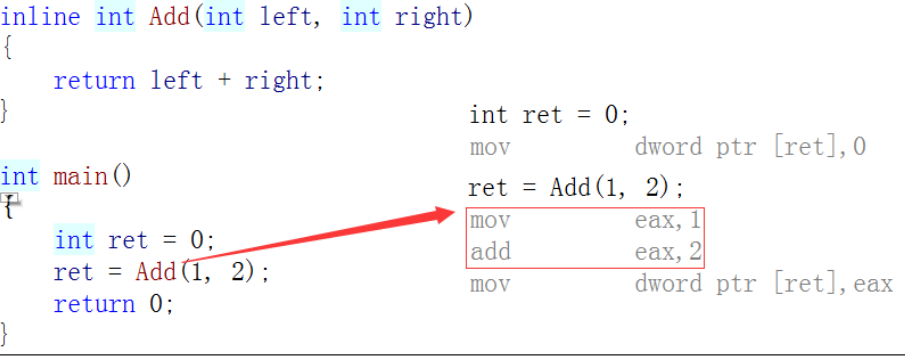 inline int Add(int left, int right)
{
    return left + right;
}
int main()
{
    int ret = 0;
    ret = Add(1, 2);
    return 0;
}
int ret = 0;
mov        dword ptr [ret],0
ret = Add(1, 2);
mov        eax,1
add        eax,2
mov        dword ptr [ret],eax